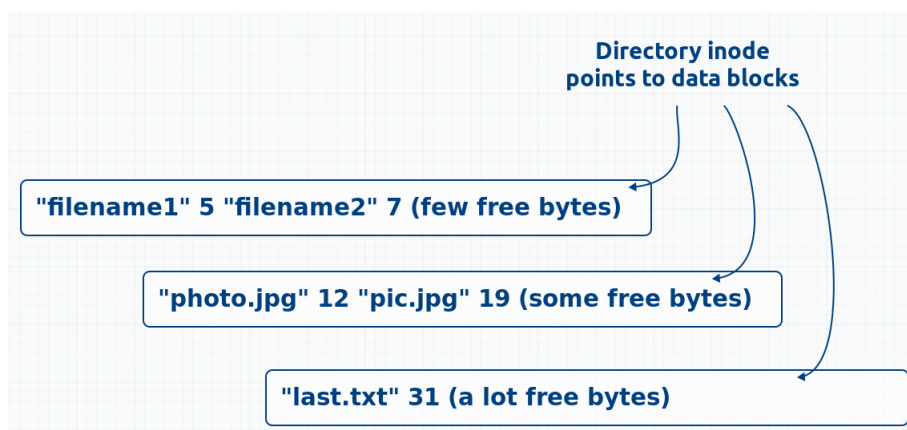 Directory inode
points to data blocks
"filename1" 5 "filename2" 7 (few free bytes)
"photo.jpg" 12 "pic.jpg" 19 (some free bytes)
"last.txt" 31 (a lot free bytes)